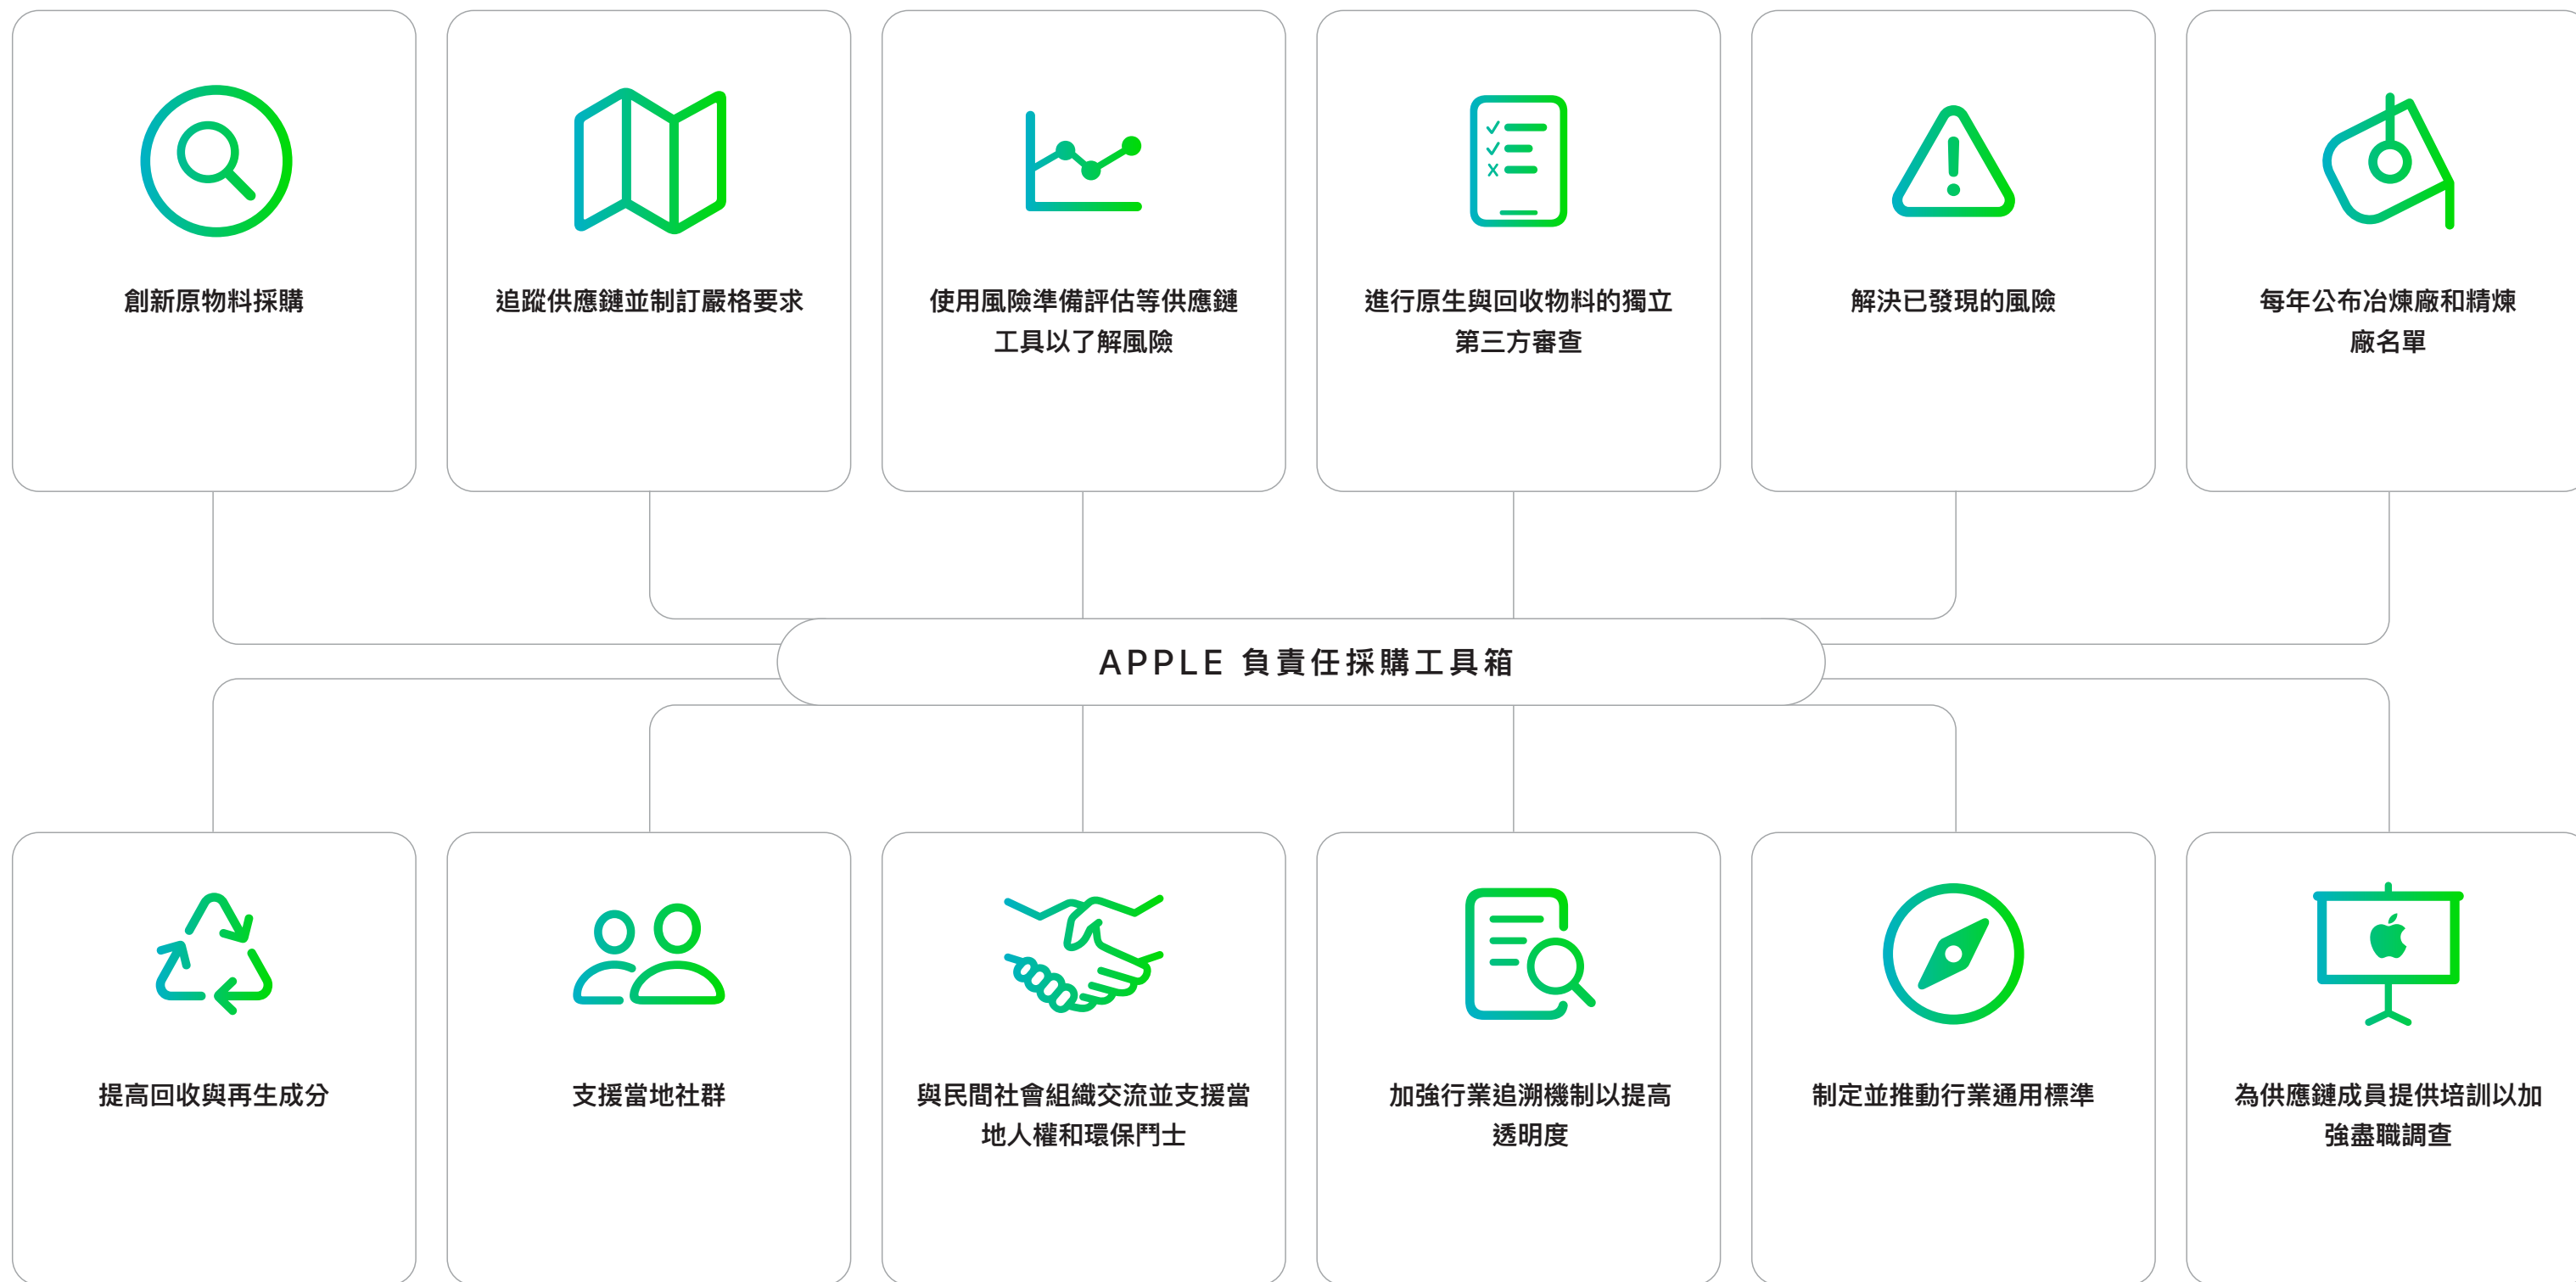 創新原物料採購
追蹤供應鏈並制訂嚴格要求
使用風險準備評估等供應鏈
工具以了解風險
進行原生與回收物料的獨立
第三方審查
解決已發現的風險
每年公布冶煉廠和精煉
廠名單
APPLE 負責任採購工具箱
提高回收與再生成分
支援當地社群
與民間社會組織交流並支援當
地人權和環保鬥士
加強行業追溯機制以提高
透明度
制定並推動行業通用標準
為供應鏈成員提供培訓以加
強盡職調查